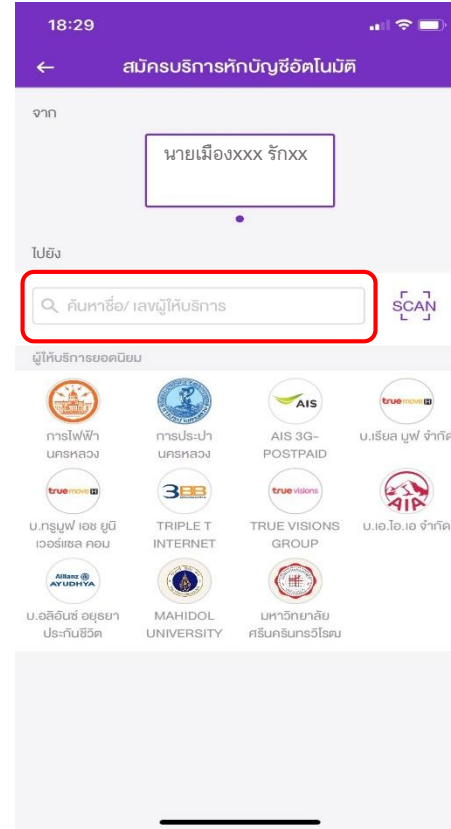 18:29
สมัครบริการหักบัญชีอัตโนมัติ
จาก
นายเมืองxxx รักxx
ไปยัง
ค้นหาชื่อ/ เลขผู้ให้บริการ
SCAN
ผู้ให้บริการยอดนิยม
AIS
true move H
การไฟฟ้า
นครหลวง
การประปา
นครหลวง
AIS 3G-
POSTPAID
บ.เรียล มูฟ จำกัด
true move H
3BB
true visions
AIA
บ.ทรูมูฟ เอช ยูนิ
เวอร์แซล คอม
TRIPLE T
INTERNET
TRUE VISIONS
GROUP
บ.เอ.ไอ.เอ จำกัด
Allianz
AYUDHYA
บ.อลิอันซ์ อยุธยา
ประกันชีวิต
MAHIDOL
UNIVERSITY
มหาวิทยาลัย
ศรีนครินทรวิโรฒ